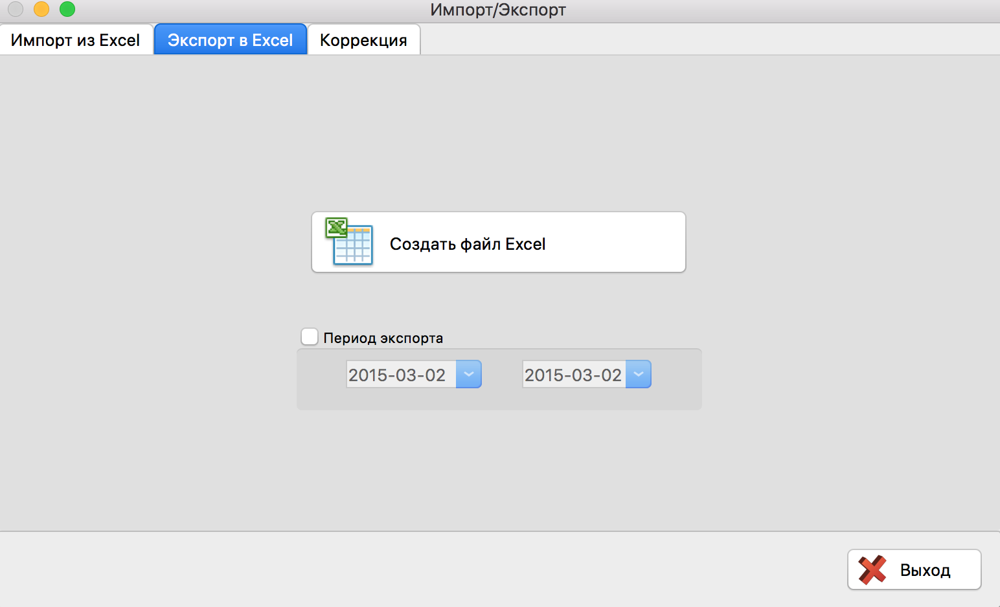 Импорт/Экспорт
Импорт из Excel
Экспорт в Excel
Коррекция
Создать файл Excel
Период экспорта
2015-03-02
2015-03-02
Выход